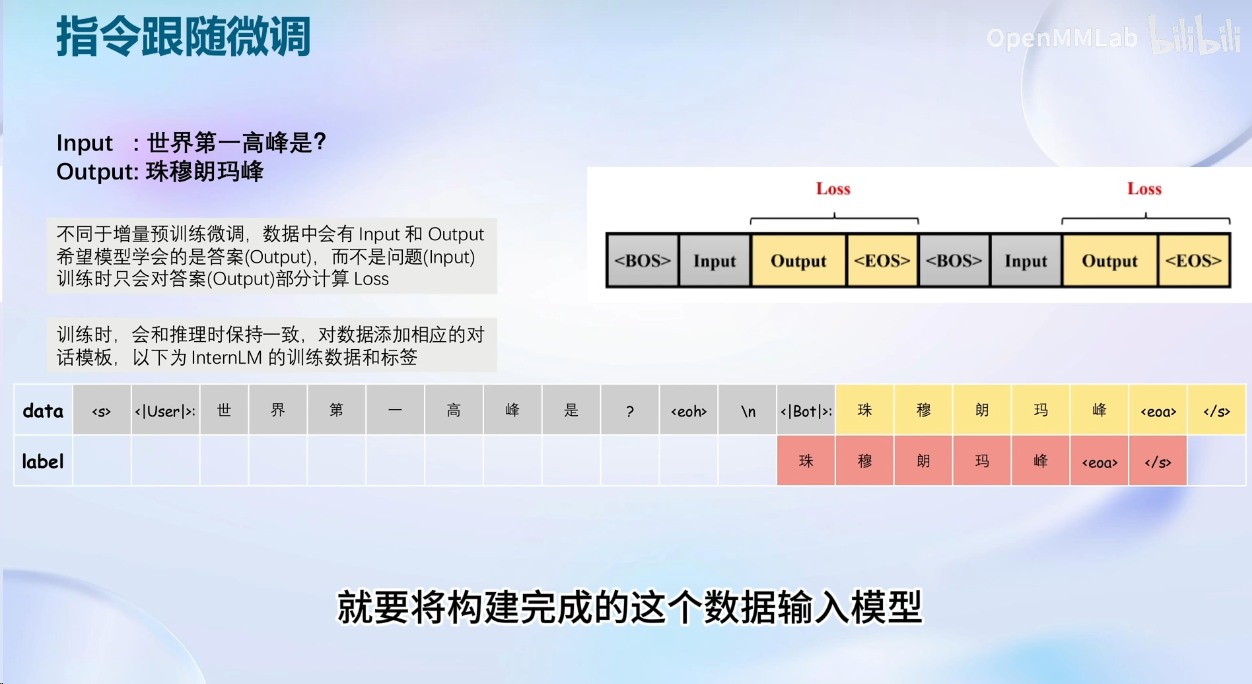 指令跟随微调
OpenMMLab bilibili
Input : 世界第一高峰是?
Output: 珠穆朗玛峰
不同于增量预训练微调，数据中会有 Input 和 Output
希望模型学会的是答案(Output)，而不是问题(Input)
训练时只会对答案(Output)部分计算 Loss
Loss Loss
<BOS> Input Output <EOS> <BOS> Input Output <EOS>
训练时，会和推理时保持一致，对数据添加相应的对
话模板，以下为 InternLM 的训练数据和标签
data <s> <|User|>: 世 界 第 一 高 峰 是 ? <eoh> \n <|Bot|>: 珠 穆 朗 玛 峰 <eoa> </s>
label 珠 穆 朗 玛 峰 <eoa> </s>
就要将构建完成的这个数据输入模型